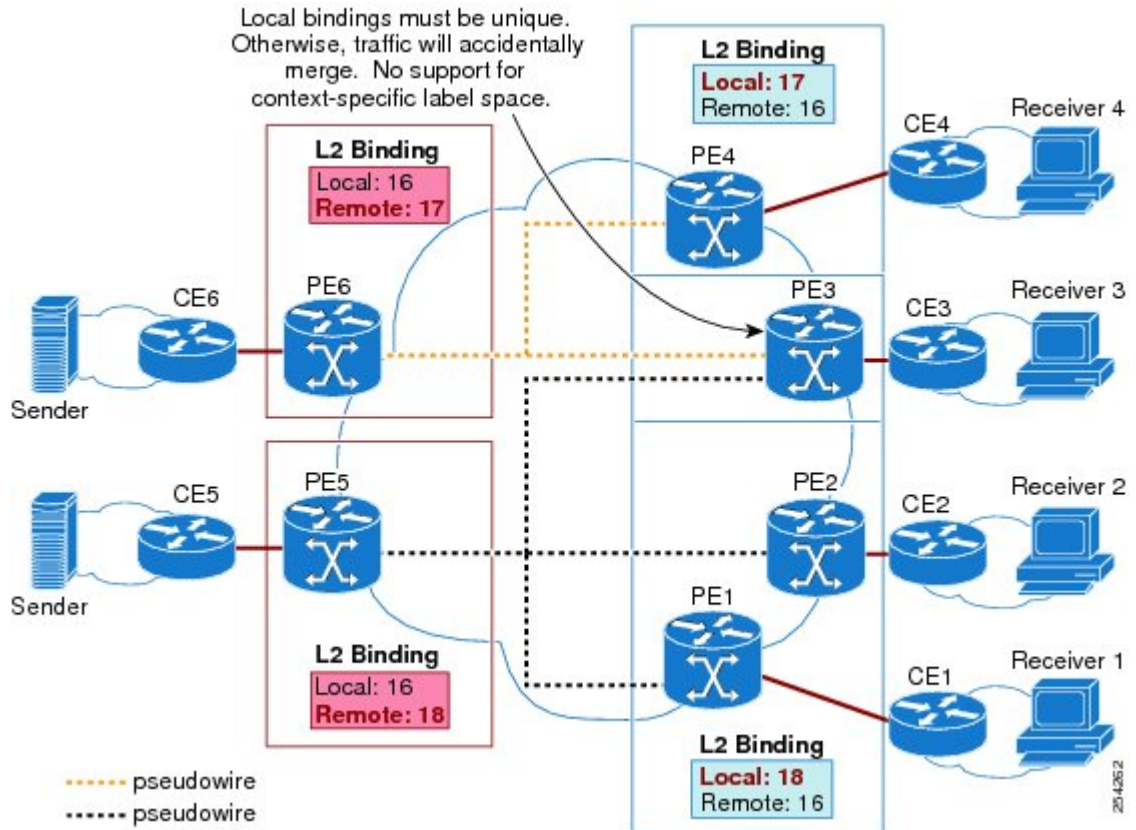 Local bindings must be unique.
Otherwise, traffic will accidentally
merge. No support for
context-specific label space.
L2 Binding
Local: 17
Remote: 16
CE4
Receiver 4
PE4
L2 Binding
Local: 16
Remote: 17
CE6
PE6
PE3
CE3
Receiver 3
Sender
CE5
PE5
PE2
CE2
Receiver 2
Sender
PE1
L2 Binding
Local: 16
Remote: 18
CE1
Receiver 1
L2 Binding
Local: 18
Remote: 16
pseudowire
pseudowire
254262